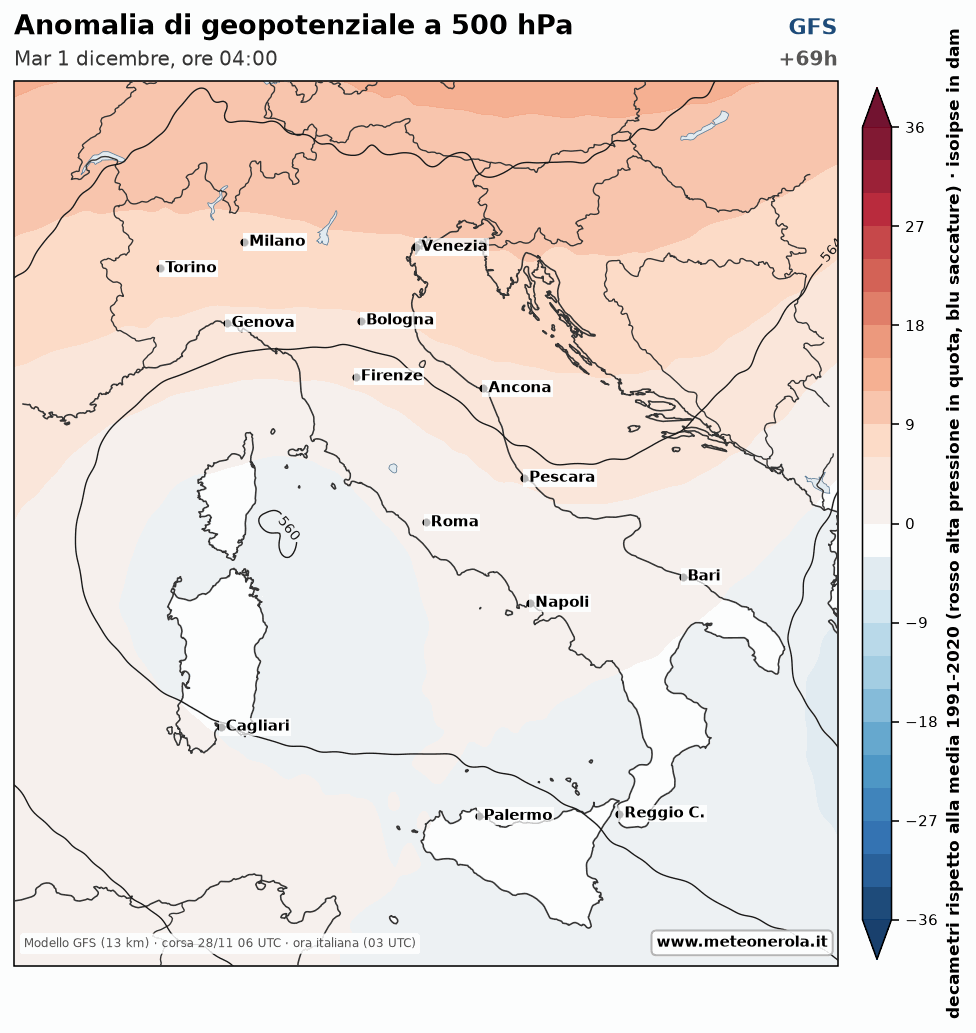 Anomalia di geopotenziale a 500 hPa
GFS
Mar 1 dicembre, ore 04:00
+69h
Milano
Venezia
Torino
Genova
Bologna
Firenze
Ancona
Pescara
Roma
Bari
Napoli
Cagliari
Palermo
Reggio C.
560
564
36
27
18
9
0
−9
−18
−27
−36
decametri rispetto alla media 1991-2020 (rosso alta pressione in quota, blu saccature) · isoipse in dam
Modello GFS (13 km) · corsa 28/11 06 UTC · ora italiana (03 UTC)
www.meteonerola.it